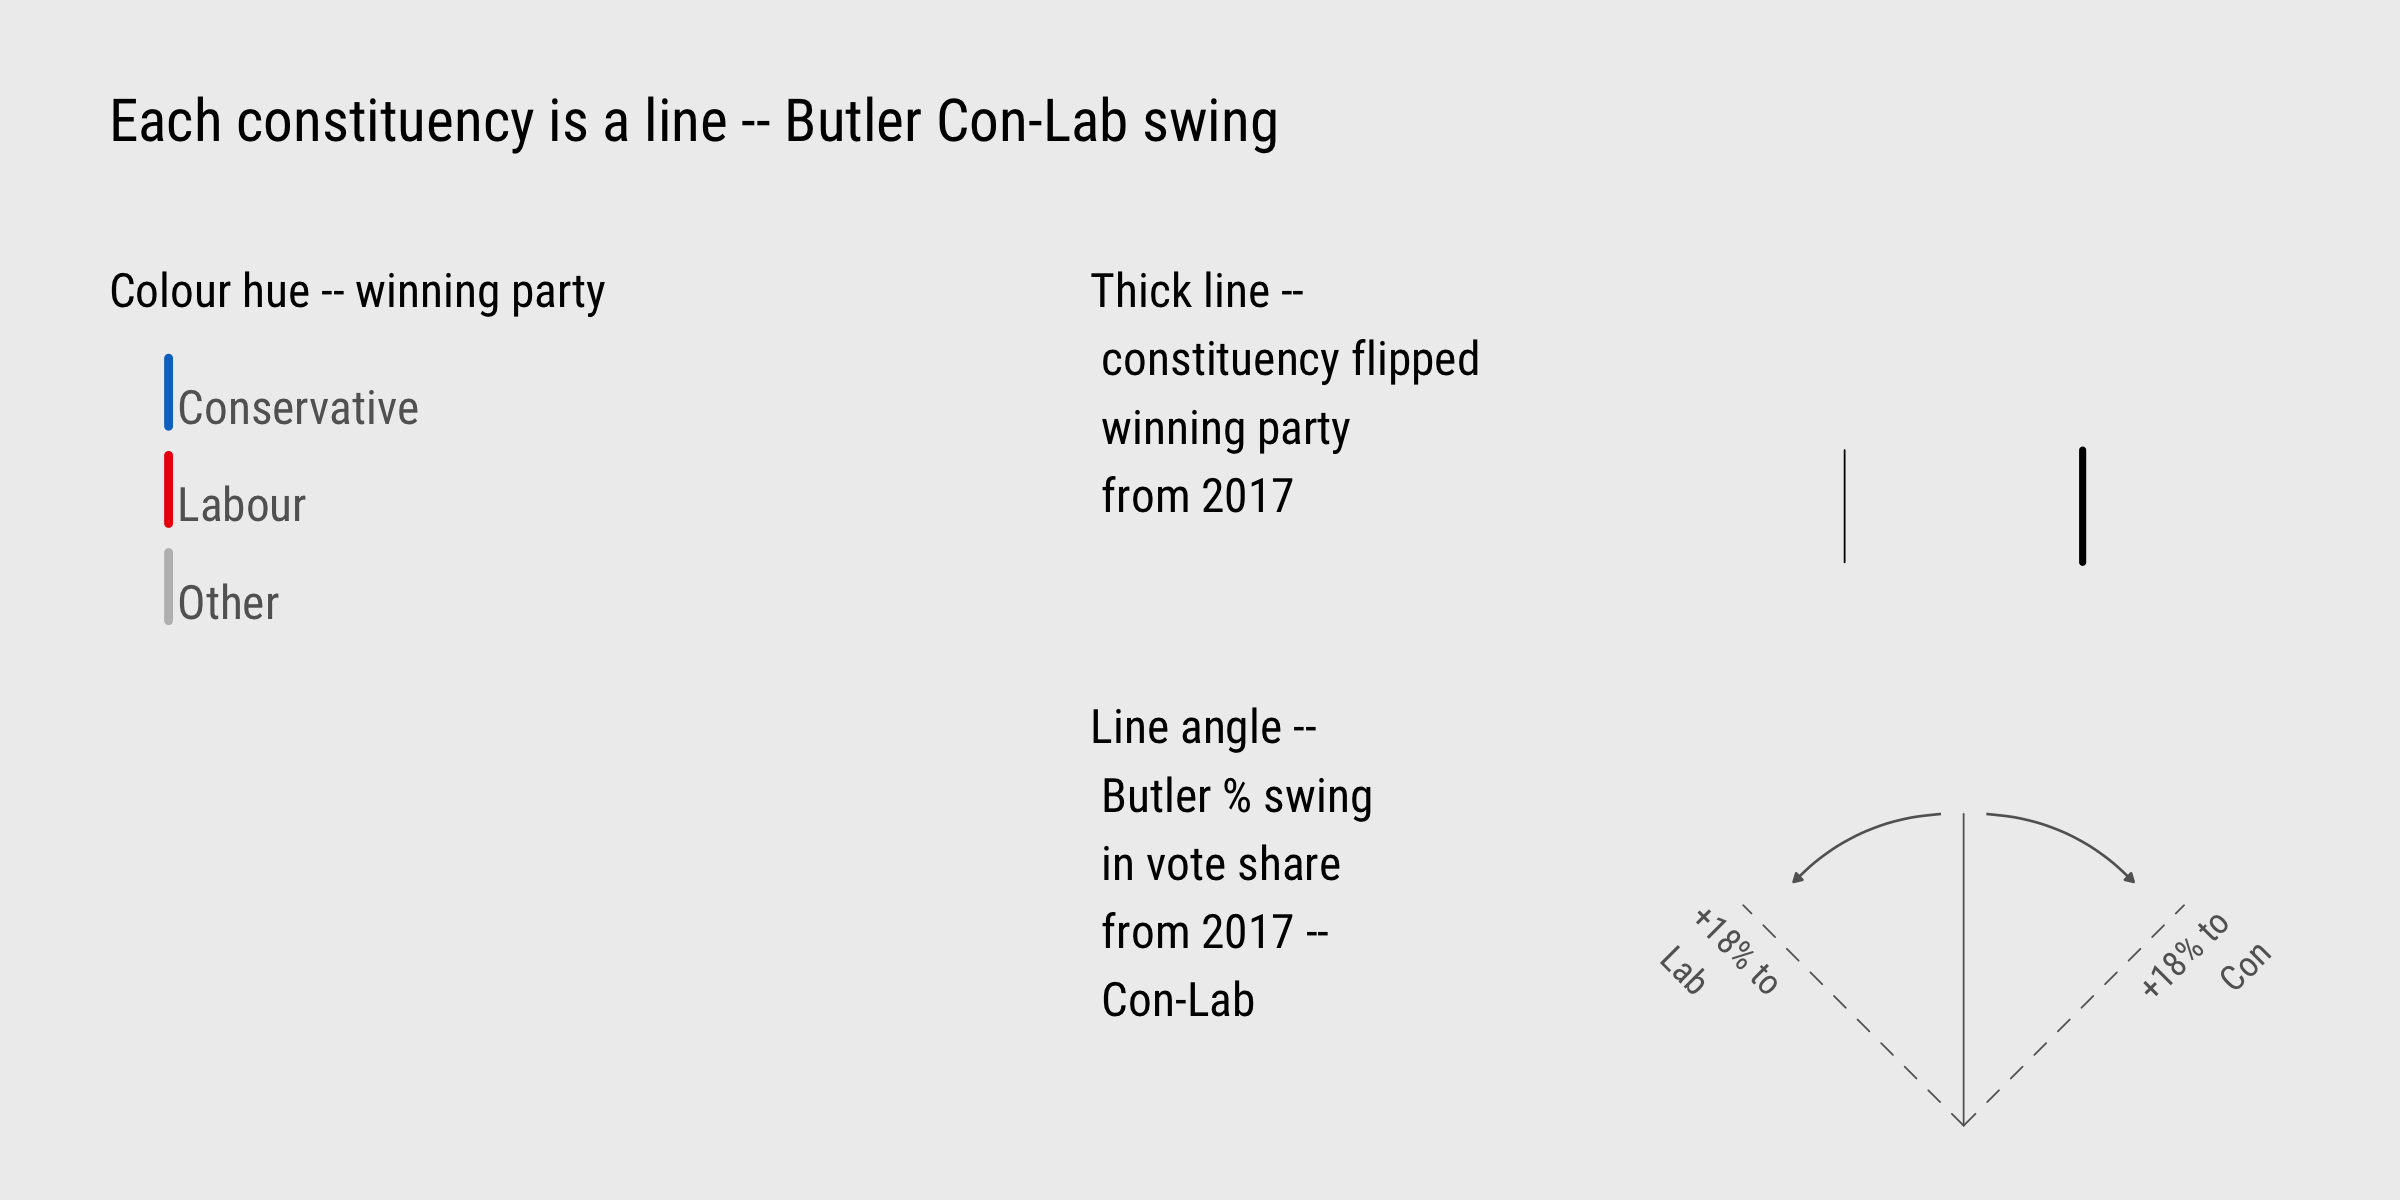 Each constituency is a line -- Butler Con-Lab swing
Colour hue -- winning party
Conservative
Labour
Other
Thick line --
constituency flipped
winning party
from 2017
Line angle --
Butler % swing
in vote share
from 2017 --
Con-Lab
+18% to
Lab
+18% to
Con